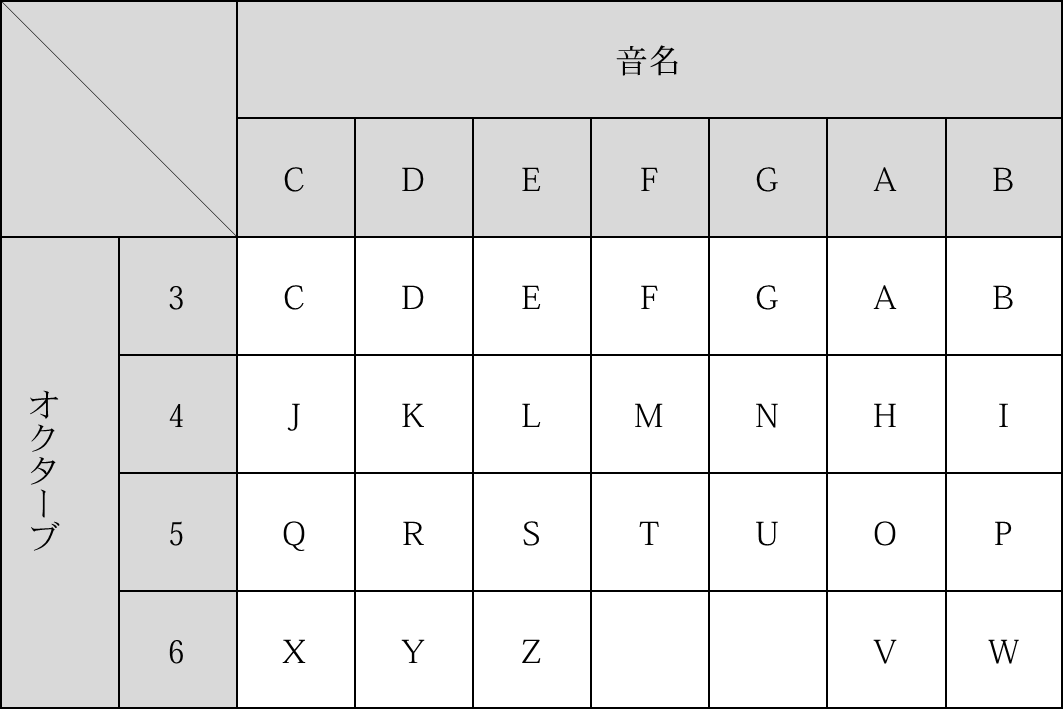 音名
C D E F G A B
オクターブ
3 C D E F G A B
4 J K L M N H I
5 Q R S T U O P
6 X Y Z V W